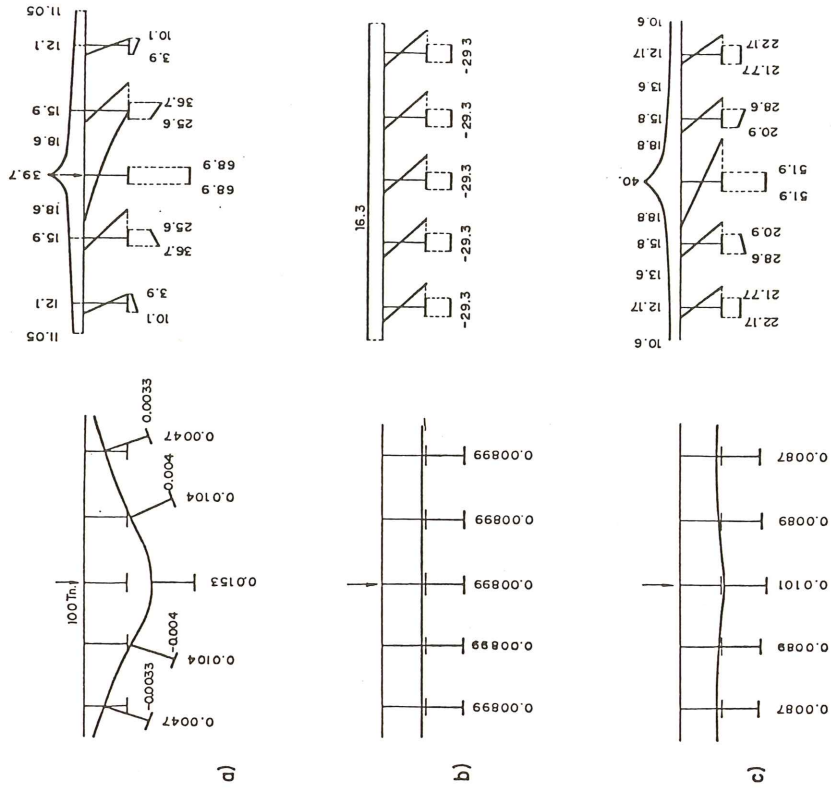 a)
100Tn.
0.0047 -0.0033 0.0104 -0.004 0.0153 0.0104 0.004 0.0047 0.0033
11.05 12.1 15.9 18.6 39.7 18.6 15.9 12.1 11.05
10.1 3.9 36.7 25.6 68.9 68.9 25.6 36.7 3.9 10.1
b)
0.00899 0.00899 0.00899 0.00899 0.00899
16.3
-29.3 -29.3 -29.3 -29.3 -29.3
c)
0.0087 0.0089 0.0101 0.0089 0.0087
10.6 12.17 13.6 15.8 18.8 40. 18.8 15.8 13.6 12.17 10.6
22.17 21.77 28.6 20.9 51.9 51.9 20.9 28.6 21.77 22.17